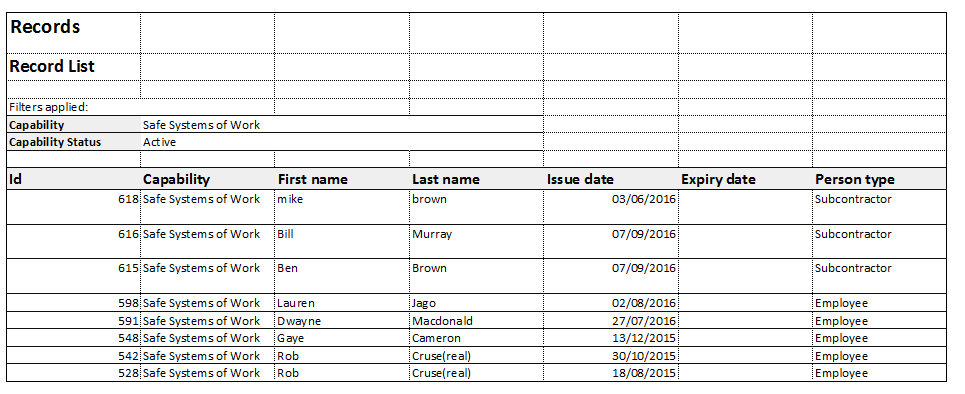 Records
Record List
Filters applied:
Capability Safe Systems of Work
Capability Status Active
Id Capability First name Last name Issue date Expiry date Person type
618 Safe Systems of Work mike brown 03/06/2016 Subcontractor
616 Safe Systems of Work Bill Murray 07/09/2016 Subcontractor
615 Safe Systems of Work Ben Brown 07/09/2016 Subcontractor
598 Safe Systems of Work Lauren Jago 02/08/2016 Employee
591 Safe Systems of Work Dwayne Macdonald 27/07/2016 Employee
548 Safe Systems of Work Gaye Cameron 13/12/2015 Employee
542 Safe Systems of Work Rob Cruse(real) 30/10/2015 Employee
528 Safe Systems of Work Rob Cruse(real) 18/08/2015 Employee